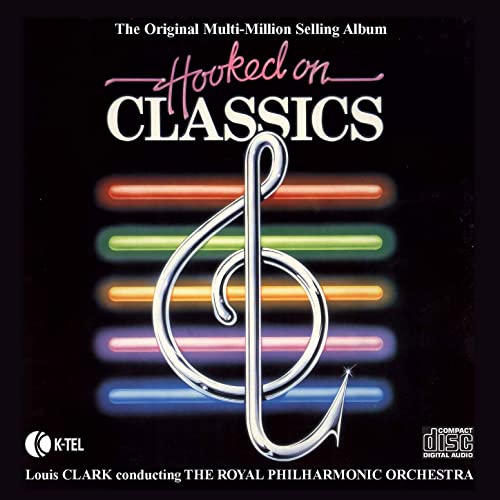 The Original Multi-Million Selling Album
Hooked on
CLASSICS
K-TEL
COMPACT
disc
DIGITAL AUDIO
Louis CLARK conducting THE ROYAL PHILHARMONIC ORCHESTRA